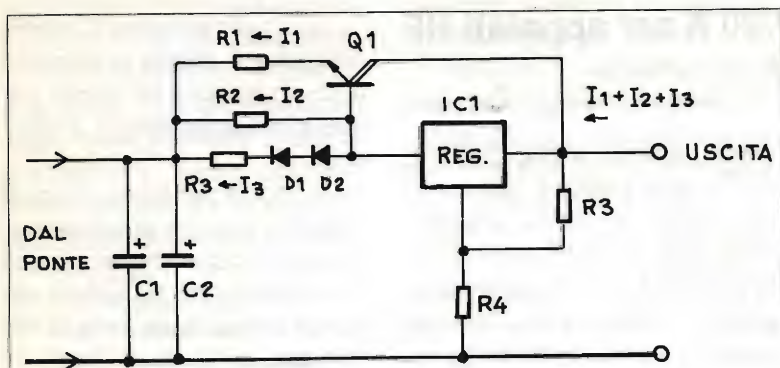 R1 ← I1
Q1
R2 ← I2
IC1
I1+I2+I3
←
REG.
USCITA
R3 ← I3
D1
D2
R3
DAL
PONTE
+
+
C1
C2
R4